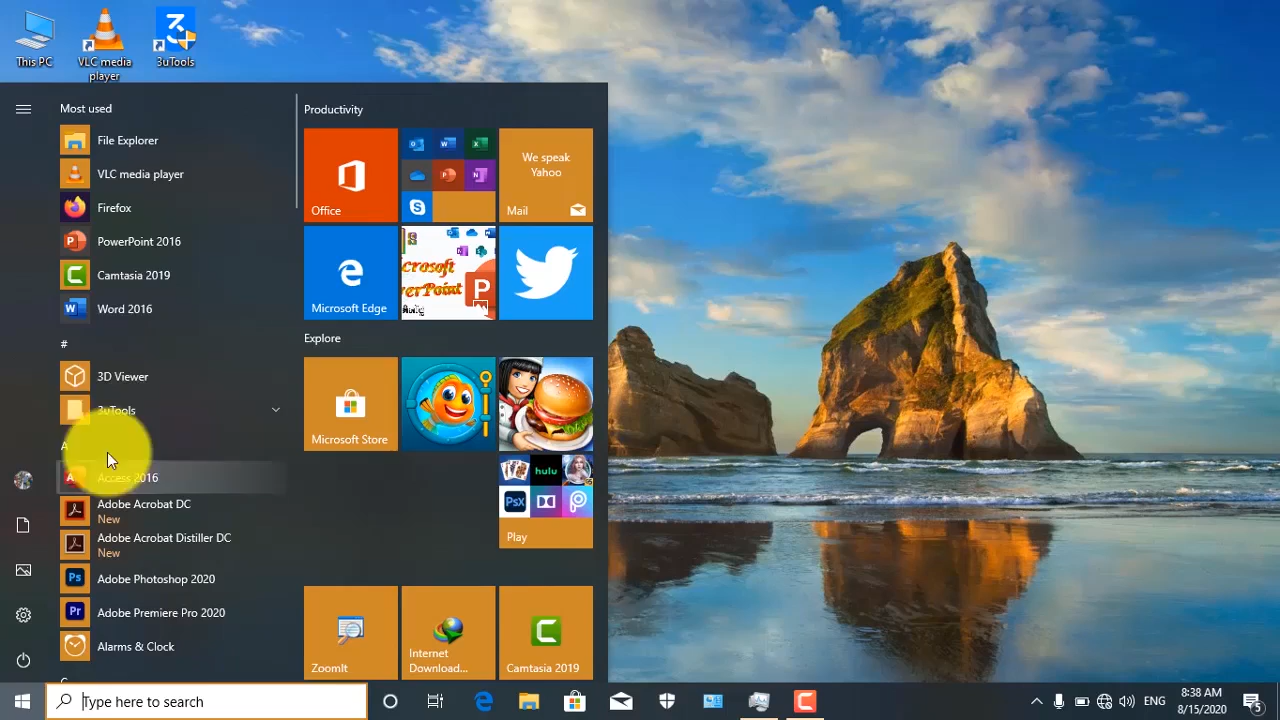 This PC
VLC media
player
3uTools
Most used
File Explorer
VLC media player
Firefox
PowerPoint 2016
Camtasia 2019
Word 2016
#
3D Viewer
3uTools
A
Access 2016
Adobe Acrobat DC
New
Adobe Acrobat Distiller DC
New
Adobe Photoshop 2020
Adobe Premiere Pro 2020
Alarms & Clock
Productivity
Office
We speak
Yahoo
Mail
Microsoft Edge
Explore
Microsoft Store
hulu
Play
ZoomIt
Internet
Download...
Camtasia 2019
Type here to search
ENG
8:38 AM
8/15/2020
5